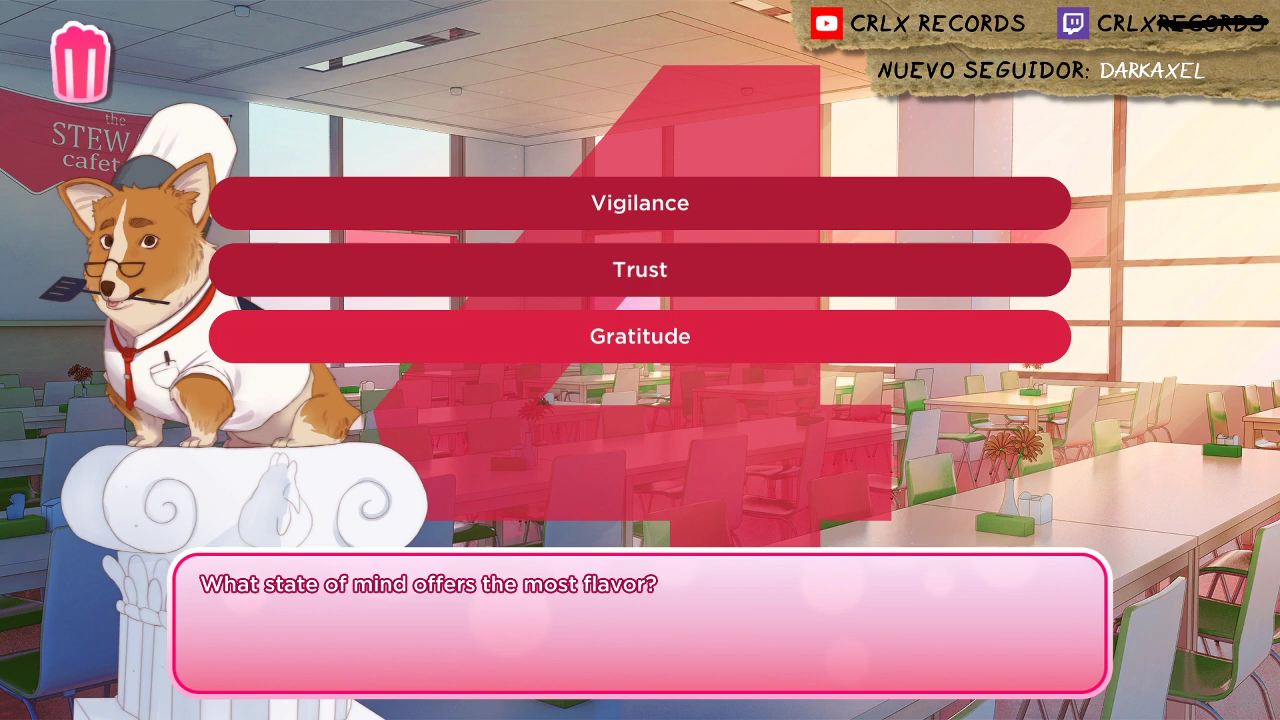 CRLX RECORDS CRLXRECORDS
NUEVO SEGUIDOR: DARKAXEL
the
STEW
cafet
Vigilance
Trust
Gratitude
4
What state of mind offers the most flavor?